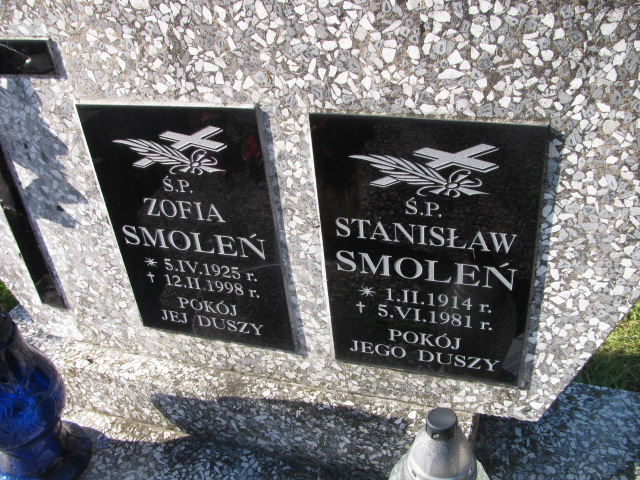 Ś.P.
ZOFIA
SMOLEŃ
* 5.IV.1925 r.
† 12.II.1998 r.
POKÓJ
JEJ DUSZY
Ś.P.
STANISŁAW
SMOLEŃ
* 1.II.1914 r.
† 5.VI.1981 r.
POKÓJ
JEGO DUSZY